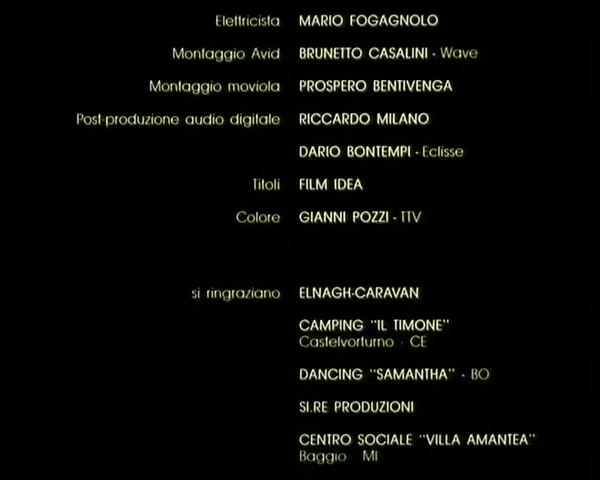 Elettricista MARIO FOGAGNOLO
Montaggio Avid BRUNETTO CASALINI - Wave
Montaggio moviola PROSPERO BENTIVENGA
Post-produzione audio digitale RICCARDO MILANO
DARIO BONTEMPI - Eclisse
Titoli FILM IDEA
Colore GIANNI POZZI - TTV
si ringraziano ELNAGH-CARAVAN
CAMPING "IL TIMONE"
Castelvorturno - CE
DANCING "SAMANTHA" - BO
SI.RE PRODUZIONI
CENTRO SOCIALE "VILLA AMANTEA"
Baggio MI